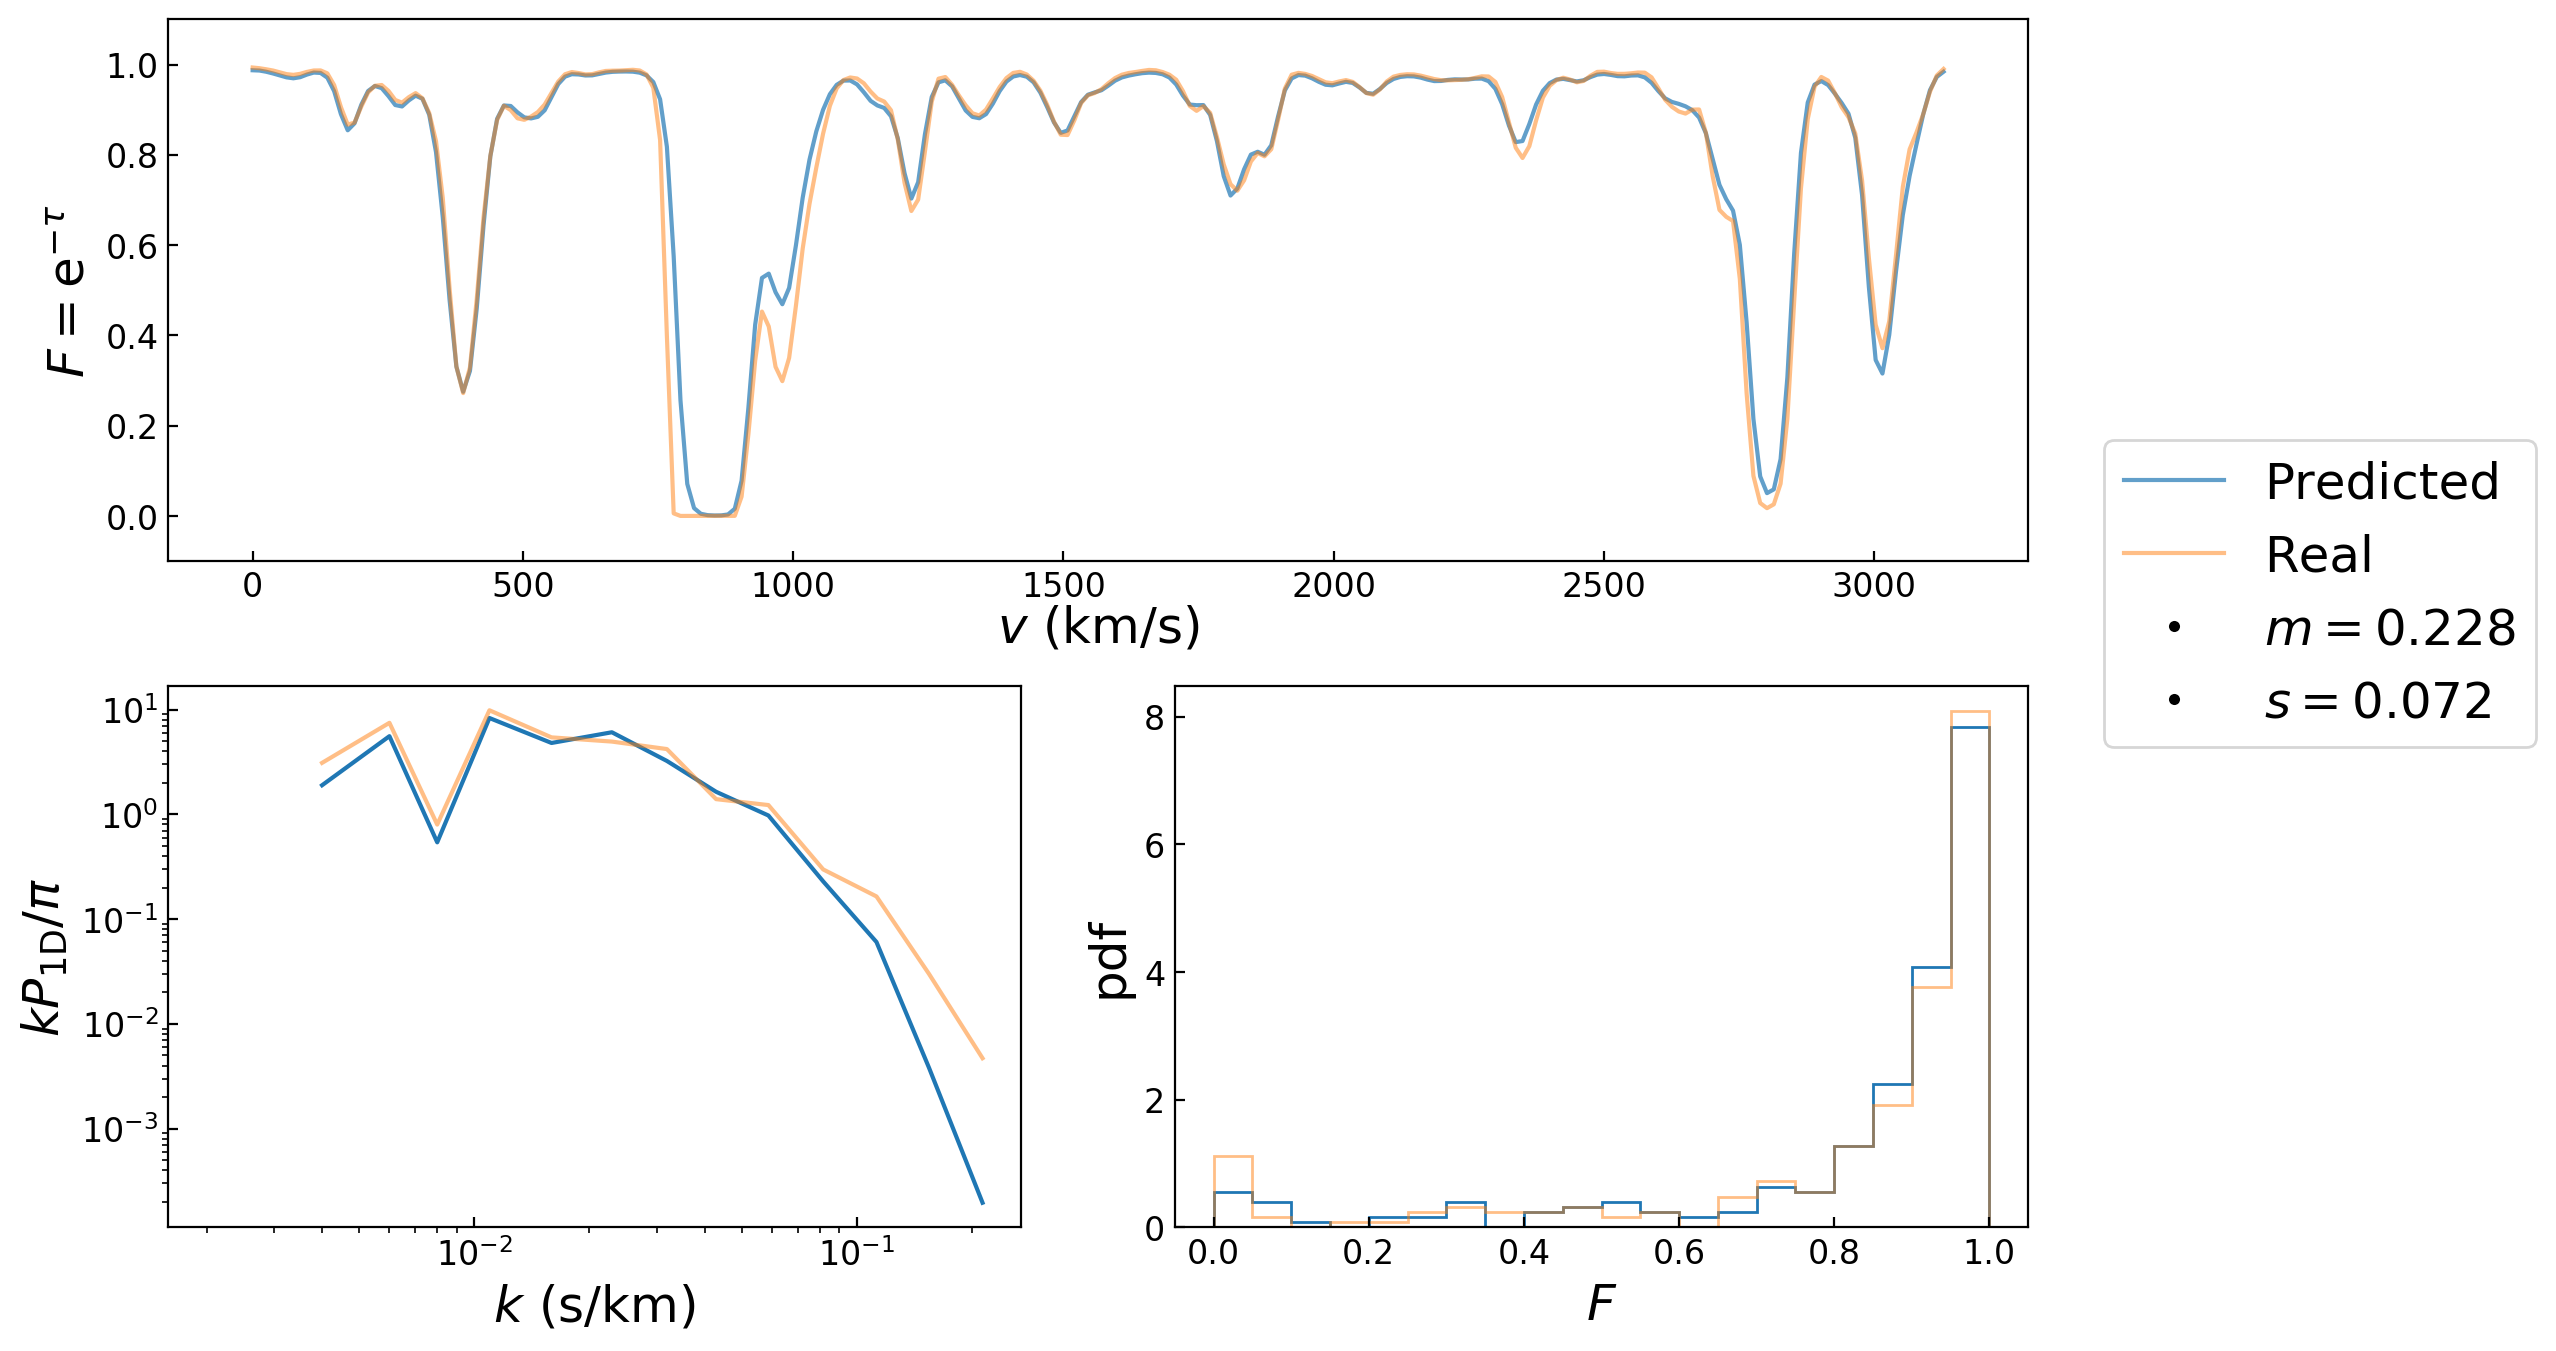 1.0
0.8
0.6
0.4
0.2
0.0
F = e^{−τ}
0 500 1000 1500 2000 2500 3000
v (km/s)
Predicted
Real
m = 0.228
s = 0.072
10^1
10^0
10^{−1}
10^{−2}
10^{−3}
kP_{1D}/π
10^{−2} 10^{−1}
k (s/km)
8
6
4
2
0
pdf
0.0 0.2 0.4 0.6 0.8 1.0
F